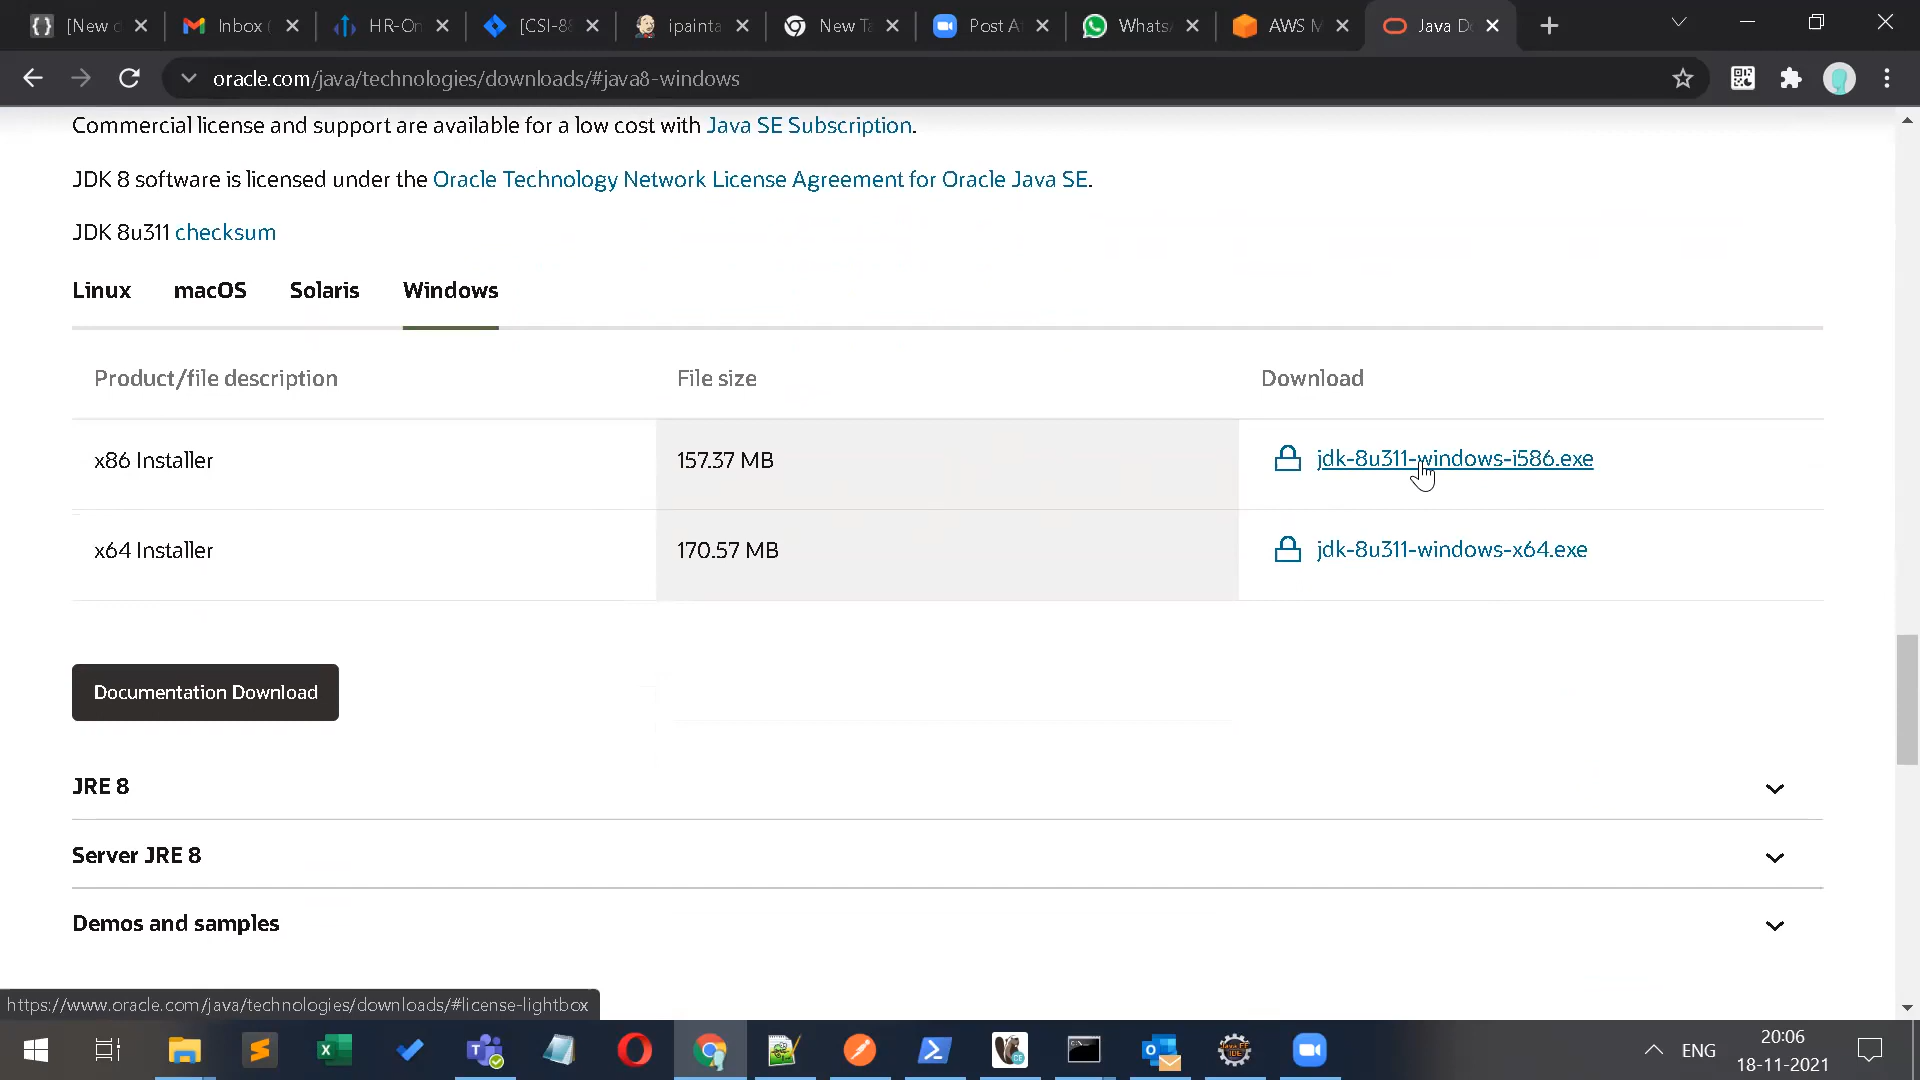 [New d
Inbox (
HR-On
[CSI-88
ipainta
New Ta
Post A
Whats
AWS M
Java D
oracle.com/java/technologies/downloads/#java8-windows
Commercial license and support are available for a low cost with Java SE Subscription.
JDK 8 software is licensed under the Oracle Technology Network License Agreement for Oracle Java SE.
JDK 8u311 checksum
Linux macOS Solaris Windows
Product/file description File size Download
x86 Installer 157.37 MB jdk-8u311-windows-i586.exe
x64 Installer 170.57 MB jdk-8u311-windows-x64.exe
Documentation Download
JRE 8
Server JRE 8
Demos and samples
https://www.oracle.com/java/technologies/downloads/#license-lightbox
ENG
20:06
18-11-2021